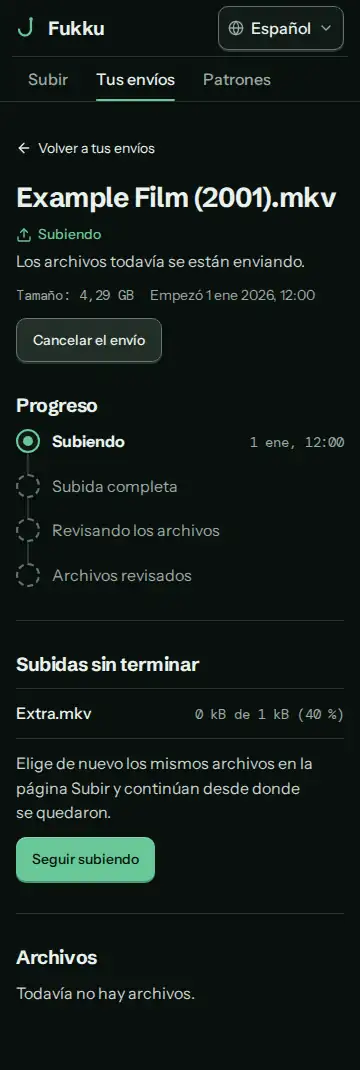 Fukku
Español
Subir Tus envíos Patrones
Volver a tus envíos
Example Film (2001).mkv
Subiendo
Los archivos todavía se están enviando.
Tamaño: 4,29 GB Empezó 1 ene 2026, 12:00
Cancelar el envío
Progreso
Subiendo 1 ene, 12:00
Subida completa
Revisando los archivos
Archivos revisados
Subidas sin terminar
Extra.mkv 0 kB de 1 kB (40 %)
Elige de nuevo los mismos archivos en la
página Subir y continúan desde donde
se quedaron.
Seguir subiendo
Archivos
Todavía no hay archivos.